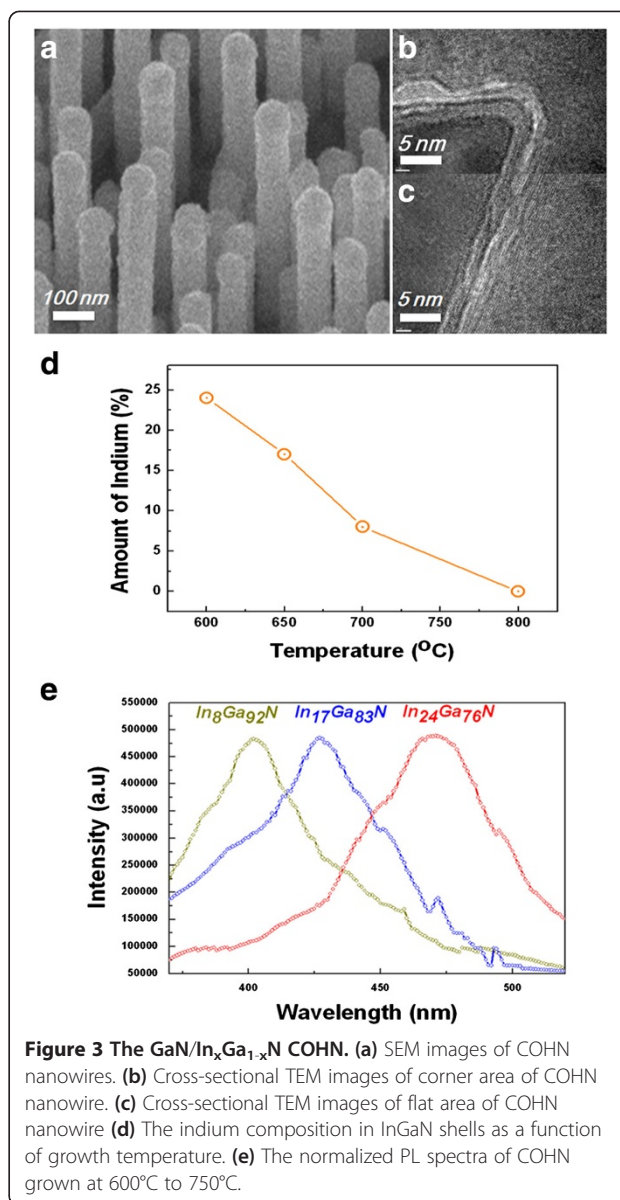 a
100 nm
b
5 nm
c
5 nm
d
Amount of Indium (%)
25
20
15
10
5
0
600 650 700 750 800
Temperature (ºC)
e
In8Ga92N In17Ga83N In24Ga76N
Intensity (a.u)
550000
500000
450000
400000
350000
300000
250000
200000
150000
100000
50000
400 450 500
Wavelength (nm)
Figure 3 The GaN/InxGa1-xN COHN. (a) SEM images of COHN
nanowires. (b) Cross-sectional TEM images of corner area of COHN
nanowire. (c) Cross-sectional TEM images of flat area of COHN
nanowire (d) The indium composition in InGaN shells as a function
of growth temperature. (e) The normalized PL spectra of COHN
grown at 600°C to 750°C.